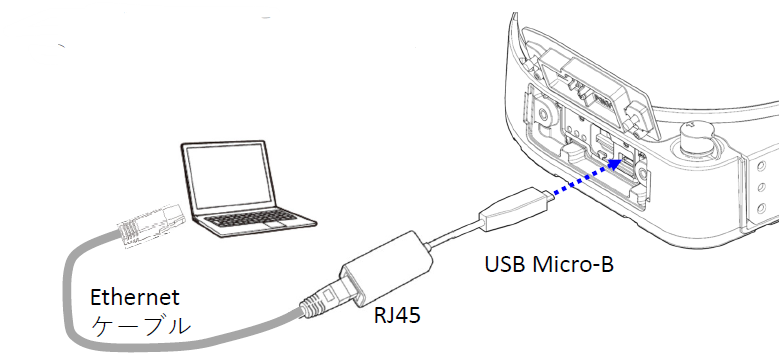 USB Micro-B
Ethernet
ケーブル
RJ45